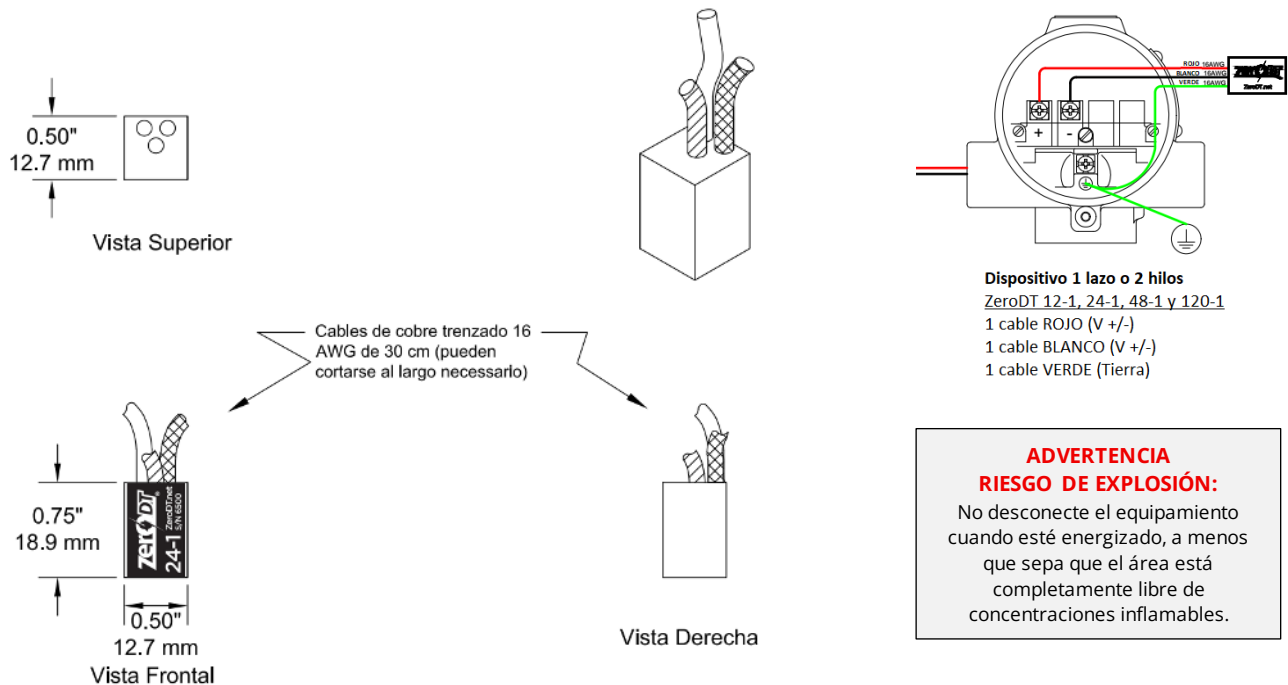 0.50"
12.7 mm
Vista Superior
Cables de cobre trenzado 16
AWG de 30 cm (pueden
cortarse al largo necessarlo)
0.75"
18.9 mm
zeroDT®
24-1
ZeroDT.net
S/N 6500
0.50"
12.7 mm
Vista Frontal
Vista Derecha
ROJO 16AWG
BLANCO 16AWG
VERDE 16AWG
ZeroDT.net
+
-
Dispositivo 1 lazo o 2 hilos
ZeroDT 12-1, 24-1, 48-1 y 120-1
1 cable ROJO (V +/-)
1 cable BLANCO (V +/-)
1 cable VERDE (Tierra)
ADVERTENCIA
RIESGO DE EXPLOSIÓN:
No desconecte el equipamiento
cuando esté energizado, a menos
que sepa que el área está
completamente libre de
concentraciones inflamables.